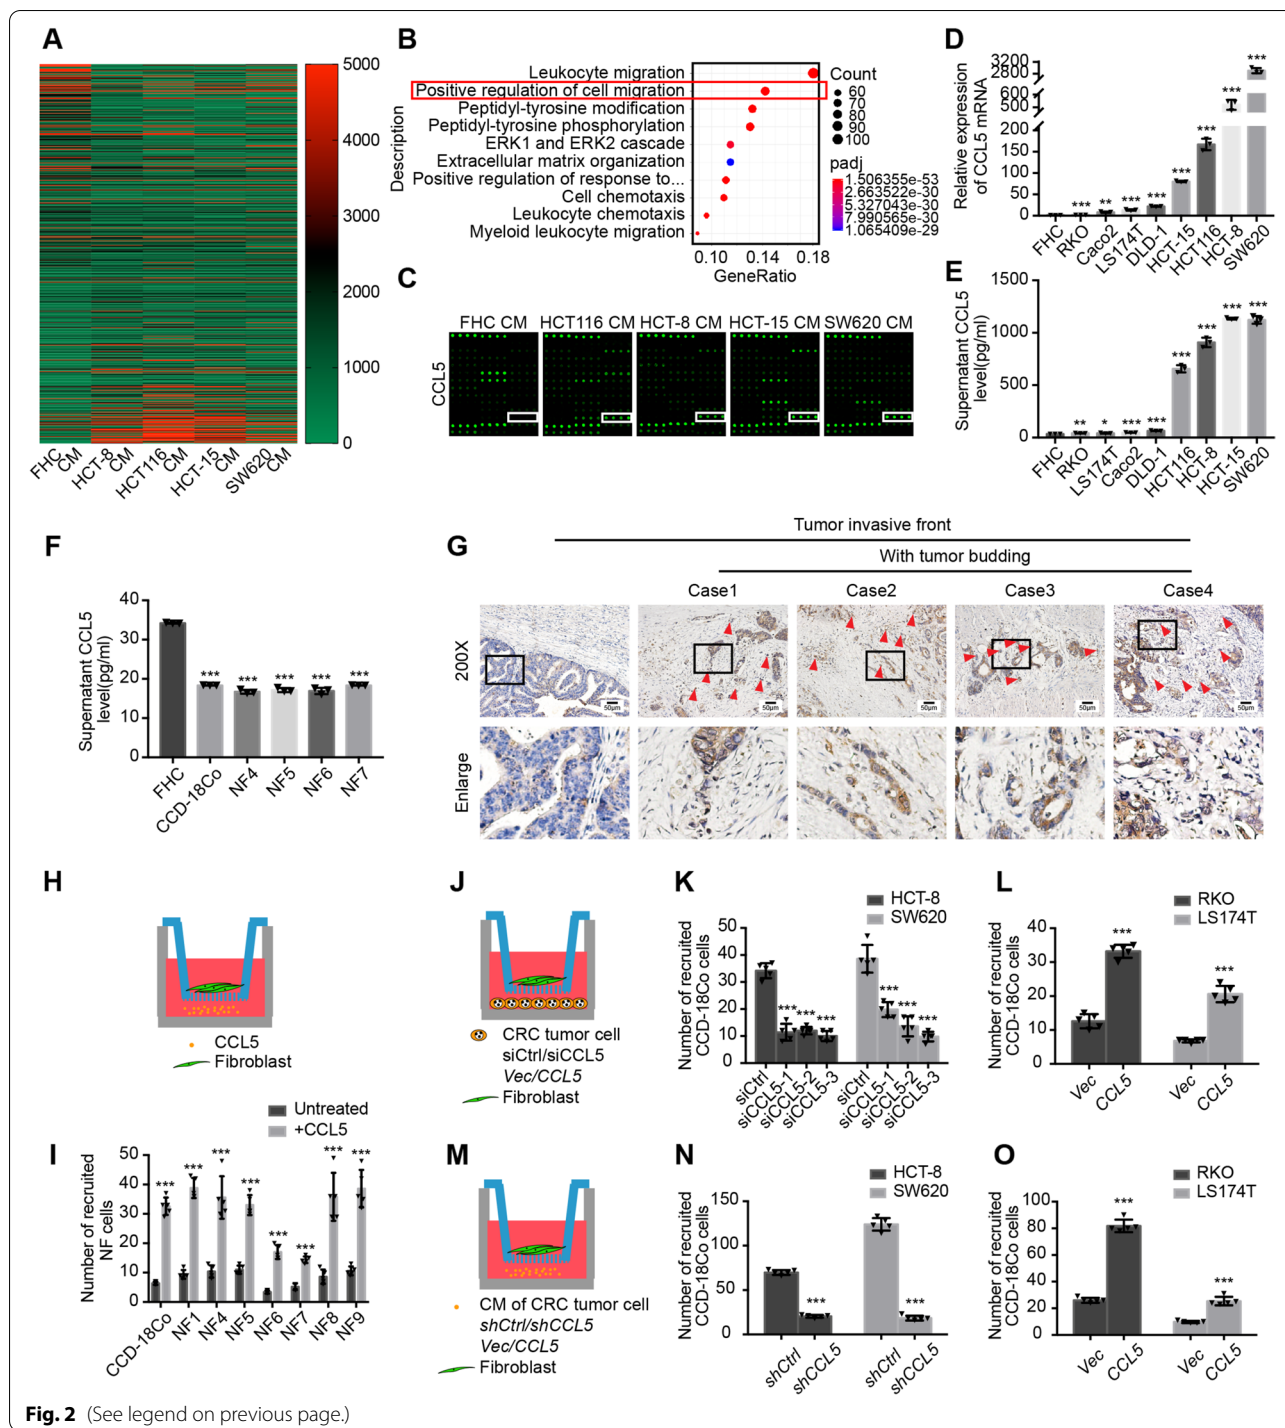 A
5000
4000
3000
2000
1000
0
FHC CM
HCT-8 CM
HCT116 CM
HCT-15 CM
SW620 CM
B
Description
Leukocyte migration
Positive regulation of cell migration
Peptidyl-tyrosine modification
Peptidyl-tyrosine phosphorylation
ERK1 and ERK2 cascade
Extracellular matrix organization
Positive regulation of response to...
Cell chemotaxis
Leukocyte chemotaxis
Myeloid leukocyte migration
0.10 0.14 0.18
GeneRatio
Count
60
70
80
90
100
padj
1.506355e-53
2.663522e-30
5.327043e-30
7.990565e-30
1.065409e-29
C
FHC CM HCT116 CM HCT-8 CM HCT-15 CM SW620 CM
CCL5
D
Relative expression
of CCL5 mRNA
3200
2800
600
500
200
150
100
50
0
*** ** *** *** *** *** *** ***
FHC RKO Caco2 LS174T DLD-1 HCT-15 HCT116 HCT-8 SW620
E
Supernatant CCL5
level(pg/ml)
1500
1000
500
0
** * *** *** *** *** *** ***
FHC RKO LS174T Caco2 DLD-1 HCT116 HCT-8 HCT-15 SW620
F
Supernatant CCL5
level(pg/ml)
40
30
20
10
0
*** *** *** *** ***
FHC CCD-18Co NF4 NF5 NF6 NF7
G
Tumor invasive front
With tumor budding
Case1 Case2 Case3 Case4
200X
50μm 50μm 50μm 50μm 50μm
Enlarge
H
CCL5
Fibroblast
I
Untreated
+CCL5
Number of recruited
NF cells
50
40
30
20
10
0
*** *** *** *** *** *** *** ***
CCD-18Co NF1 NF4 NF5 NF6 NF7 NF8 NF9
J
CRC tumor cell
siCtrl/siCCL5
Vec/CCL5
Fibroblast
K
HCT-8
SW620
Number of recruited
CCD-18Co cells
50
40
30
20
10
0
*** *** *** *** *** ***
siCtrl siCCL5-1 siCCL5-2 siCCL5-3 siCtrl siCCL5-1 siCCL5-2 siCCL5-3
L
RKO
LS174T
Number of recruited
CCD-18Co cells
40
30
20
10
0
*** ***
Vec CCL5 Vec CCL5
M
CM of CRC tumor cell
shCtrl/shCCL5
Vec/CCL5
Fibroblast
N
HCT-8
SW620
Number of recruited
CCD-18Co cells
150
100
50
0
*** ***
shCtrl shCCL5 shCtrl shCCL5
O
RKO
LS174T
Number of recruited
CCD-18Co cells
100
80
60
40
20
0
*** ***
Vec CCL5 Vec CCL5
Fig. 2 (See legend on previous page.)